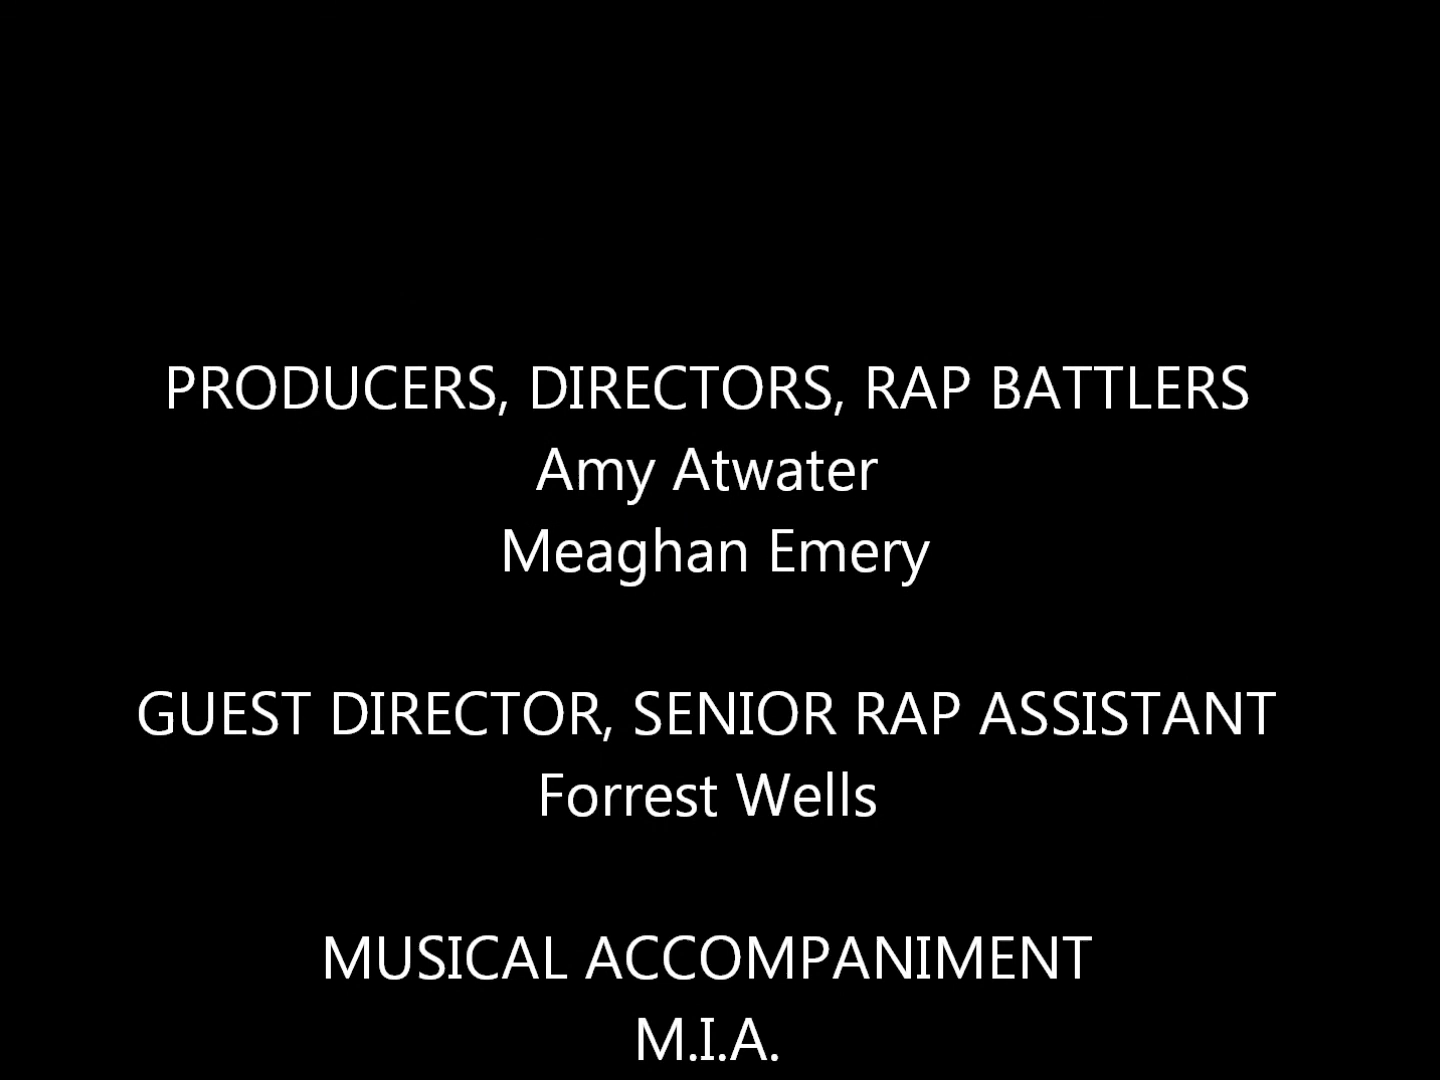 PRODUCERS, DIRECTORS, RAP BATTLERS
Amy Atwater
Meaghan Emery
GUEST DIRECTOR, SENIOR RAP ASSISTANT
Forrest Wells
MUSICAL ACCOMPANIMENT
M.I.A.